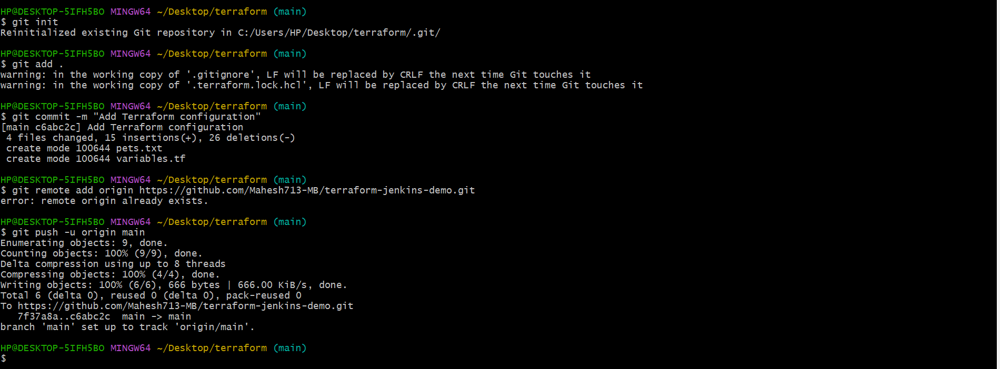 HP@DESKTOP-5IFH5BO MINGW64 ~/Desktop/terraform (main)
$ git init
Reinitialized existing Git repository in C:/Users/HP/Desktop/terraform/.git/
HP@DESKTOP-5IFH5BO MINGW64 ~/Desktop/terraform (main)
$ git add .
warning: in the working copy of '.gitignore', LF will be replaced by CRLF the next time Git touches it
warning: in the working copy of '.terraform.lock.hcl', LF will be replaced by CRLF the next time Git touches it
HP@DESKTOP-5IFH5BO MINGW64 ~/Desktop/terraform (main)
$ git commit -m "Add Terraform configuration"
[main c6abc2c] Add Terraform configuration
 4 files changed, 15 insertions(+), 26 deletions(-)
 create mode 100644 pets.txt
 create mode 100644 variables.tf
HP@DESKTOP-5IFH5BO MINGW64 ~/Desktop/terraform (main)
$ git remote add origin https://github.com/Mahesh713-MB/terraform-jenkins-demo.git
error: remote origin already exists.
HP@DESKTOP-5IFH5BO MINGW64 ~/Desktop/terraform (main)
$ git push -u origin main
Enumerating objects: 9, done.
Counting objects: 100% (9/9), done.
Delta compression using up to 8 threads
Compressing objects: 100% (4/4), done.
Writing objects: 100% (6/6), 666 bytes | 666.00 KiB/s, done.
Total 6 (delta 0), reused 0 (delta 0), pack-reused 0
To https://github.com/Mahesh713-MB/terraform-jenkins-demo.git
   7f37a8a..c6abc2c  main -> main
branch 'main' set up to track 'origin/main'.
HP@DESKTOP-5IFH5BO MINGW64 ~/Desktop/terraform (main)
$